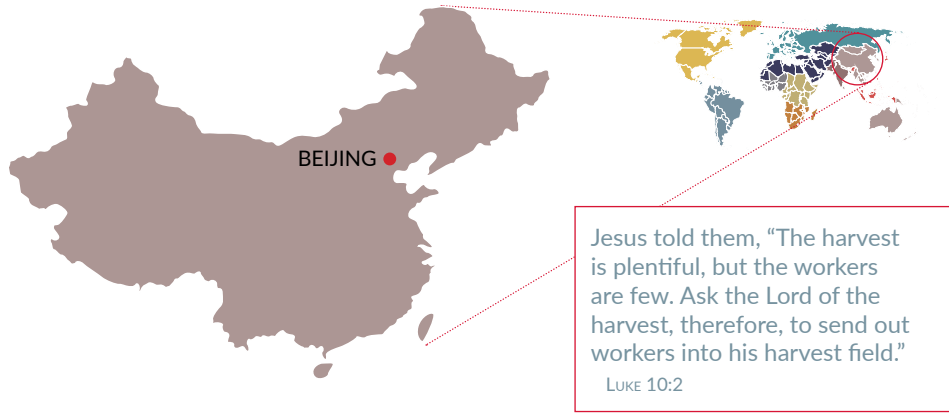 BEIJING
Jesus told them, “The harvest
is plentiful, but the workers
are few. Ask the Lord of the
harvest, therefore, to send out
workers into his harvest field.”
Luke 10:2